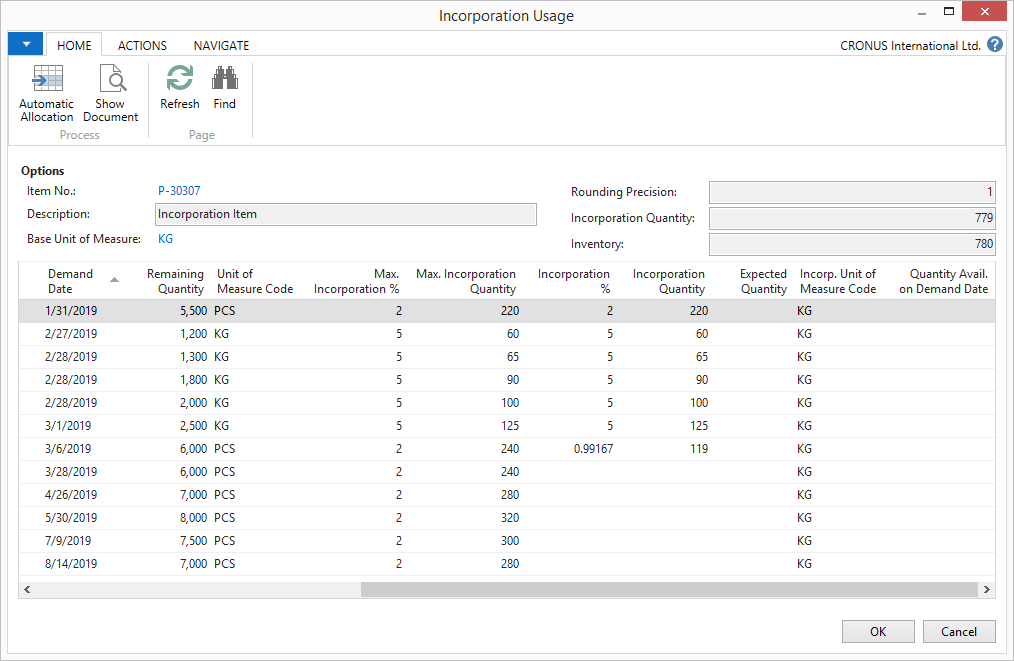 Incorporation Usage
HOME ACTIONS NAVIGATE CRONUS International Ltd. ?
Automatic Allocation Show Document Refresh Find
Process Page
Options
Item No.: P-30307 Rounding Precision: 1
Description: Incorporation Item Incorporation Quantity: 779
Base Unit of Measure: KG Inventory: 780
Demand Date Remaining Quantity Unit of Measure Code Max. Incorporation % Max. Incorporation Quantity Incorporation % Incorporation Quantity Expected Quantity Incorp. Unit of Measure Code Quantity Avail. on Demand Date
1/31/2019 5,500 PCS 2 220 2 220 KG
2/27/2019 1,200 KG 5 60 5 60 KG
2/28/2019 1,300 KG 5 65 5 65 KG
2/28/2019 1,800 KG 5 90 5 90 KG
2/28/2019 2,000 KG 5 100 5 100 KG
3/1/2019 2,500 KG 5 125 5 125 KG
3/6/2019 6,000 PCS 2 240 0.99167 119 KG
3/28/2019 6,000 PCS 2 240 KG
4/26/2019 7,000 PCS 2 280 KG
5/30/2019 8,000 PCS 2 320 KG
7/9/2019 7,500 PCS 2 300 KG
8/14/2019 7,000 PCS 2 280 KG
OK Cancel